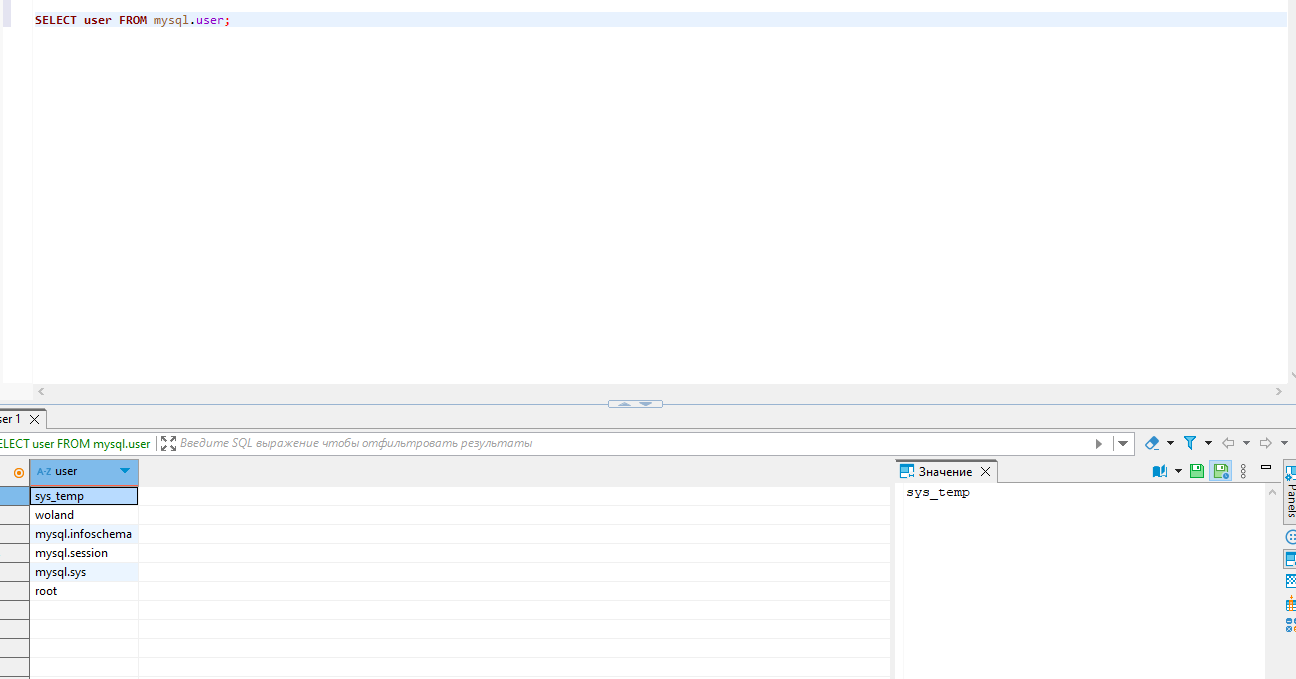 SELECT user FROM mysql.user;
ser 1
ELECT user FROM mysql.user
Введите SQL выражение чтобы отфильтровать результаты
A-Z user
Значение
sys_temp
sys_temp
woland
mysql.infoschema
mysql.session
mysql.sys
root
Panels